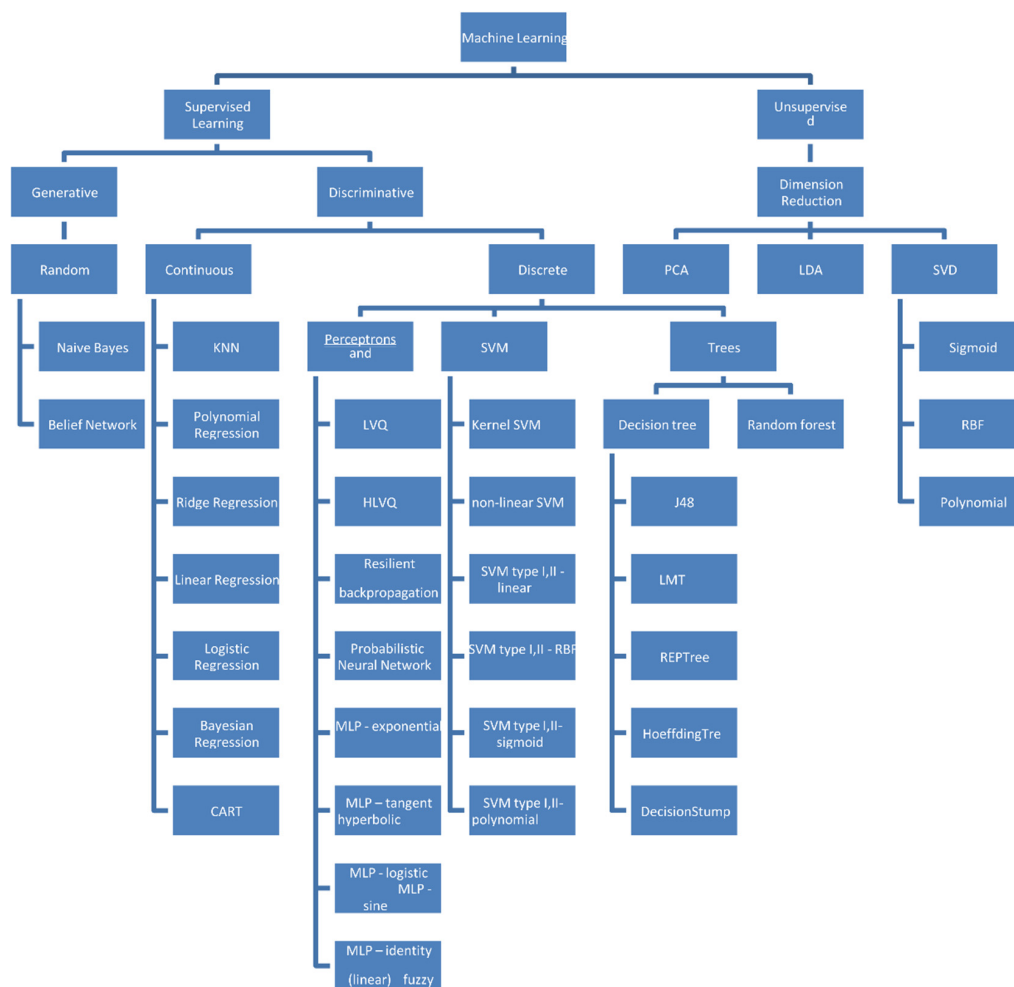 Machine Learning
Supervised
Learning
Unsupervise
d
Generative
Discriminative
Dimension
Reduction
Random
Continuous
Discrete
PCA
LDA
SVD
Naive Bayes
KNN
Perceptrons
and
SVM
Trees
Sigmoid
Belief Network
Polynomial
Regression
LVQ
Kernel SVM
Decision tree
Random forest
RBF
Ridge Regression
HLVQ
non-linear SVM
J48
Polynomial
Linear Regression
Resilient
backpropagation
SVM type I,II -
linear
LMT
Logistic
Regression
Probabilistic
Neural Network
SVM type I,II - RBF
REPTree
Bayesian
Regression
MLP - exponential
SVM type I,II-
sigmoid
HoeffdingTre
CART
MLP – tangent
hyperbolic
SVM type I,II-
polynomial
DecisionStump
MLP - logistic
MLP -
sine
MLP – identity
(linear) fuzzy